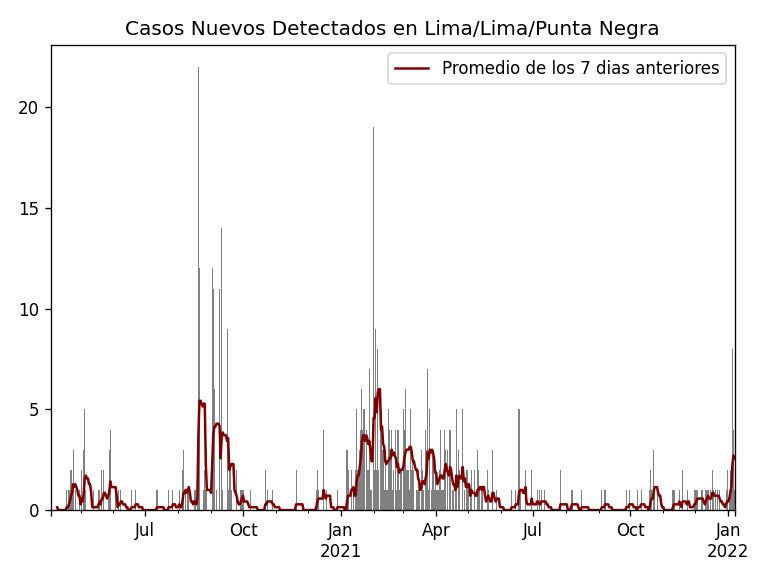 Casos Nuevos Detectados en Lima/Lima/Punta Negra
Promedio de los 7 dias anteriores
20
15
10
5
0
Jul Oct Jan Apr Jul Oct Jan
2021 2022